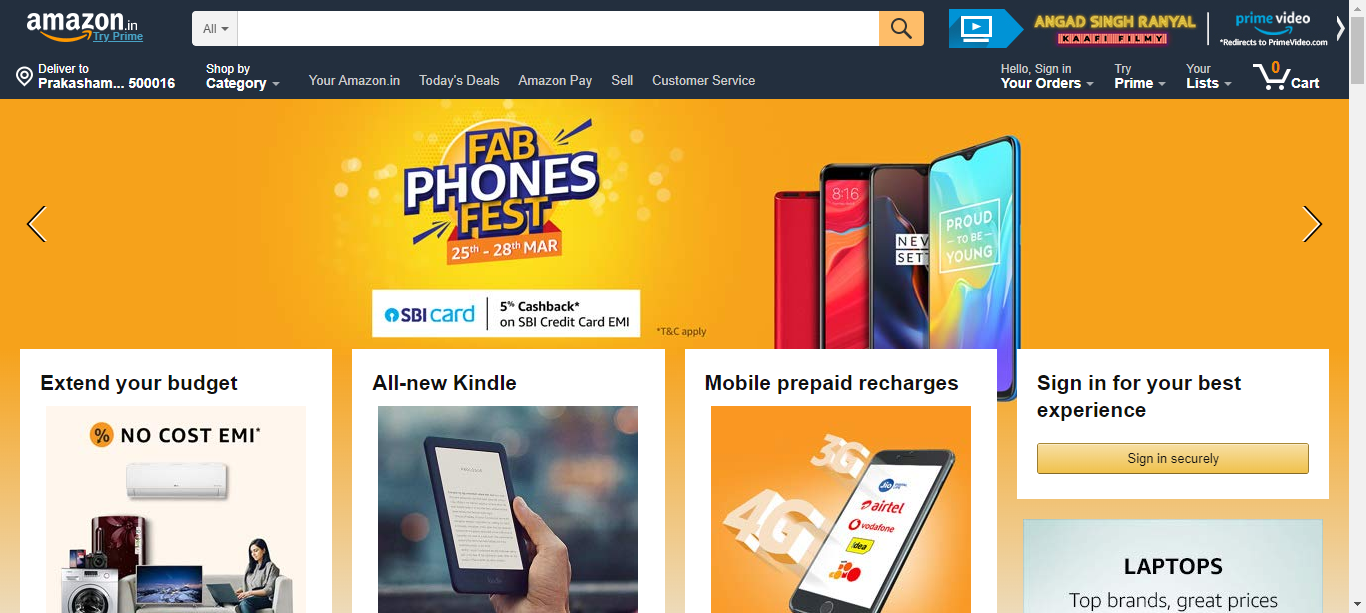 amazon.in
Try Prime
All
ANGAD SINGH RANYAL
KAAFI FILMY
prime video
*Redirects to PrimeVideo.com
Deliver to
Prakasham... 500016
Shop by
Category
Your Amazon.in Today's Deals Amazon Pay Sell Customer Service
Hello, Sign in
Your Orders
Try
Prime
Your
Lists
0
Cart
FAB
PHONES
FEST
25th - 28th MAR
SBI card
5% Cashback*
on SBI Credit Card EMI
*T&C apply
8:16
NEV
SETT
PROUD
TO BE
YOUNG
Extend your budget
% NO COST EMI*
All-new Kindle
kindle
Mobile prepaid recharges
3G
4G
Jio
airtel
vodafone
idea
Sign in for your best
experience
Sign in securely
LAPTOPS
Top brands, great prices